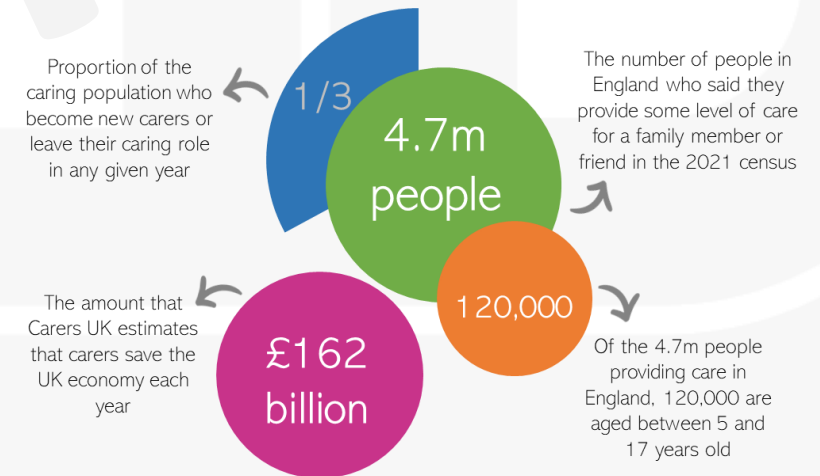 Proportion of the
caring population who
become new carers or
leave their caring role
in any given year
1/3
4.7m
people
The number of people in
England who said they
provide some level of care
for a family member or
friend in the 2021 census
The amount that
Carers UK estimates
that carers save the
UK economy each
year
£162
billion
120,000
Of the 4.7m people
providing care in
England, 120,000 are
aged between 5 and
17 years old